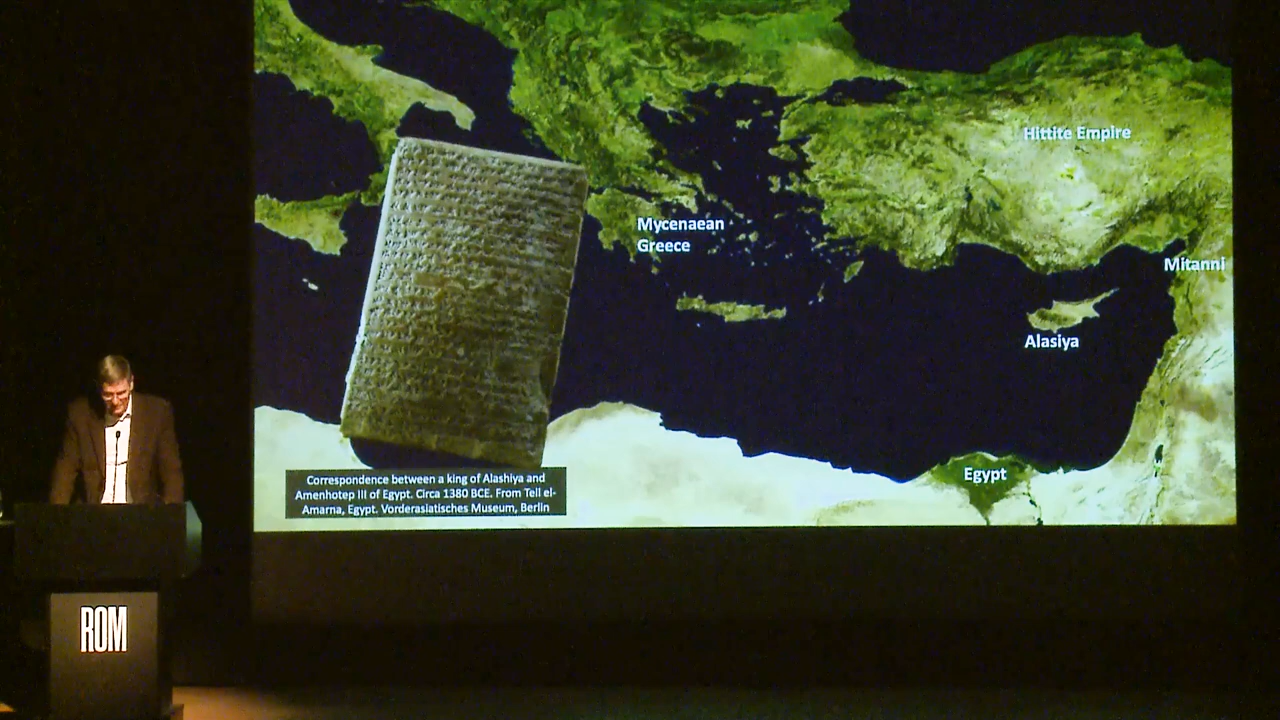 Hittite Empire
Mycenaean
Greece
Mitanni
Alasiya
Egypt
Correspondence between a king of Alashiya and
Amenhotep III of Egypt. Circa 1380 BCE. From Tell el-
Amarna, Egypt. Vorderasiatisches Museum, Berlin
ROM